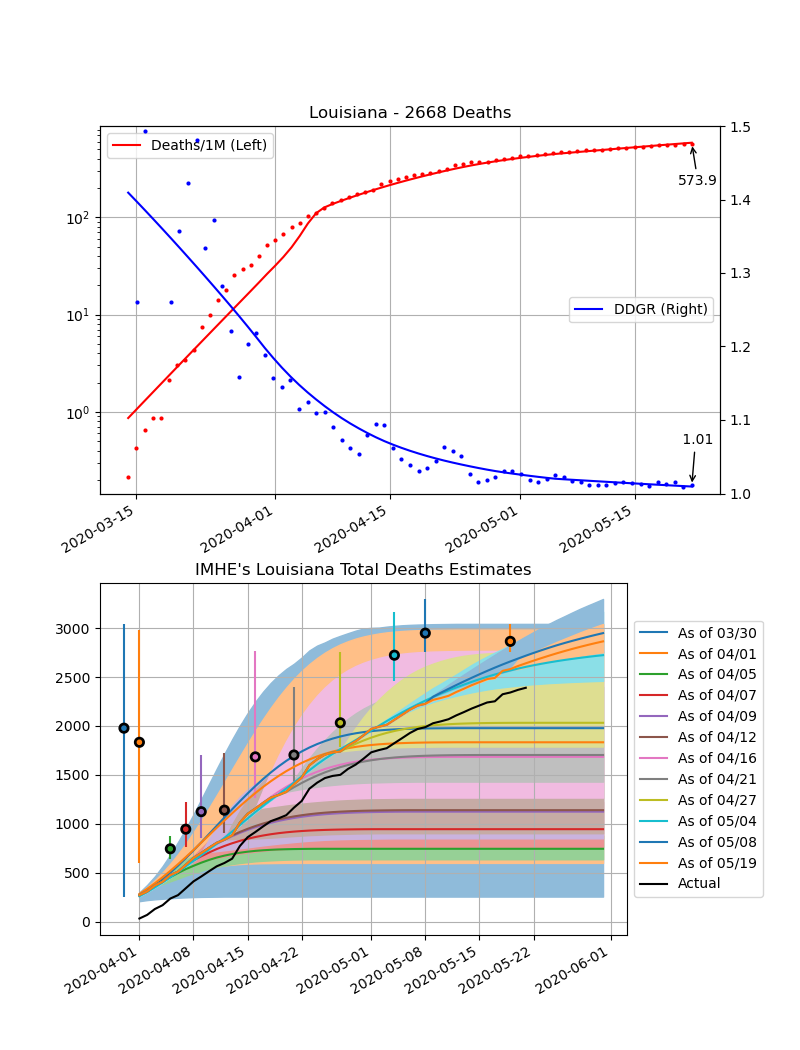 Louisiana - 2668 Deaths
Deaths/1M (Left)
DDGR (Right)
573.9
1.01
10²
10¹
10⁰
1.5
1.4
1.3
1.2
1.1
1.0
2020-03-15
2020-04-01
2020-04-15
2020-05-01
2020-05-15
IMHE's Louisiana Total Deaths Estimates
3000
2500
2000
1500
1000
500
0
2020-04-01
2020-04-08
2020-04-15
2020-04-22
2020-05-01
2020-05-08
2020-05-15
2020-05-22
2020-06-01
As of 03/30
As of 04/01
As of 04/05
As of 04/07
As of 04/09
As of 04/12
As of 04/16
As of 04/21
As of 04/27
As of 05/04
As of 05/08
As of 05/19
Actual